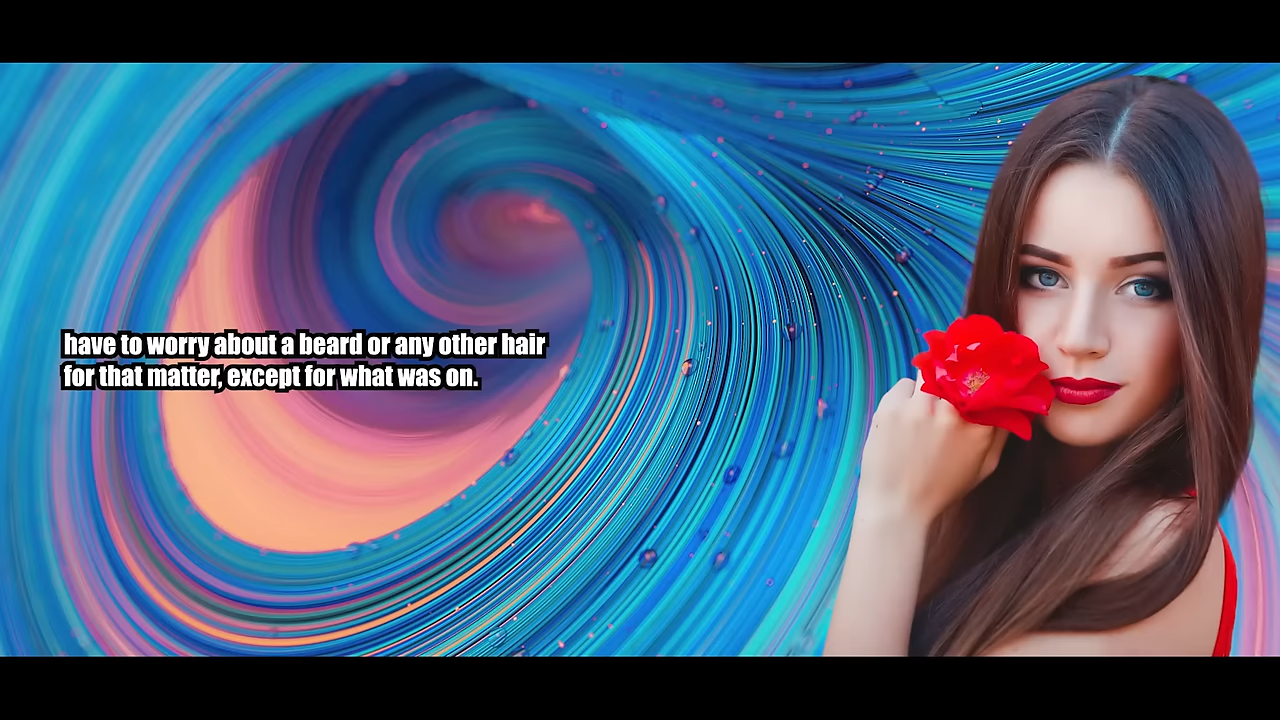 have to worry about a beard or any other hair
for that matter, except for what was on.